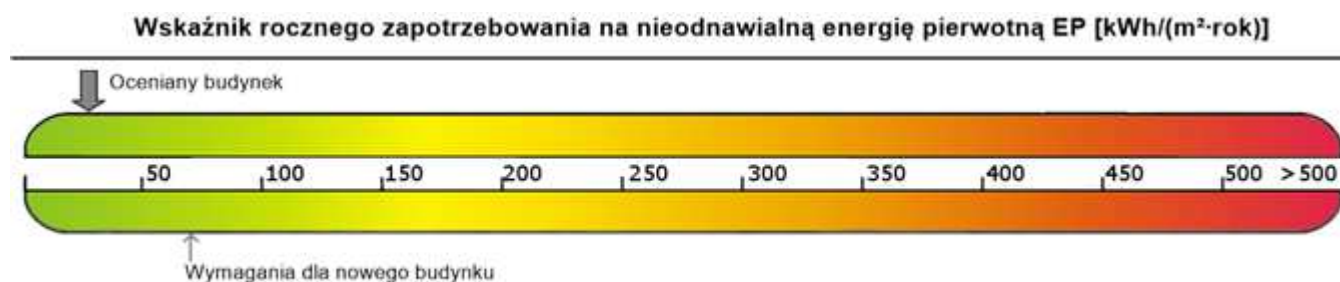 Wskaźnik rocznego zapotrzebowania na nieodnawialną energię pierwotną EP [kWh/(m²·rok)]
Oceniany budynek
50 100 150 200 250 300 350 400 450 500 >500
Wymagania dla nowego budynku